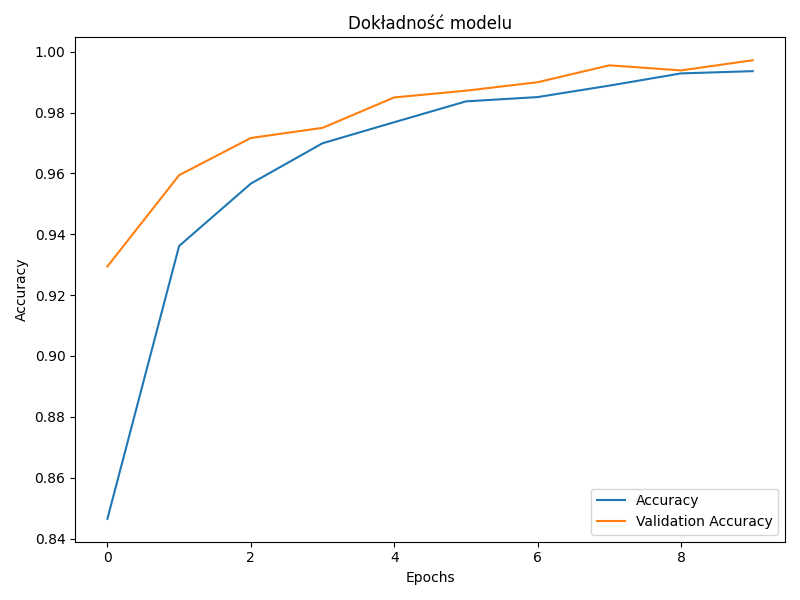 Dokładność modelu
1.00
0.98
0.96
0.94
0.92
0.90
0.88
0.86
0.84
Accuracy
0 2 4 6 8
Epochs
Accuracy
Validation Accuracy